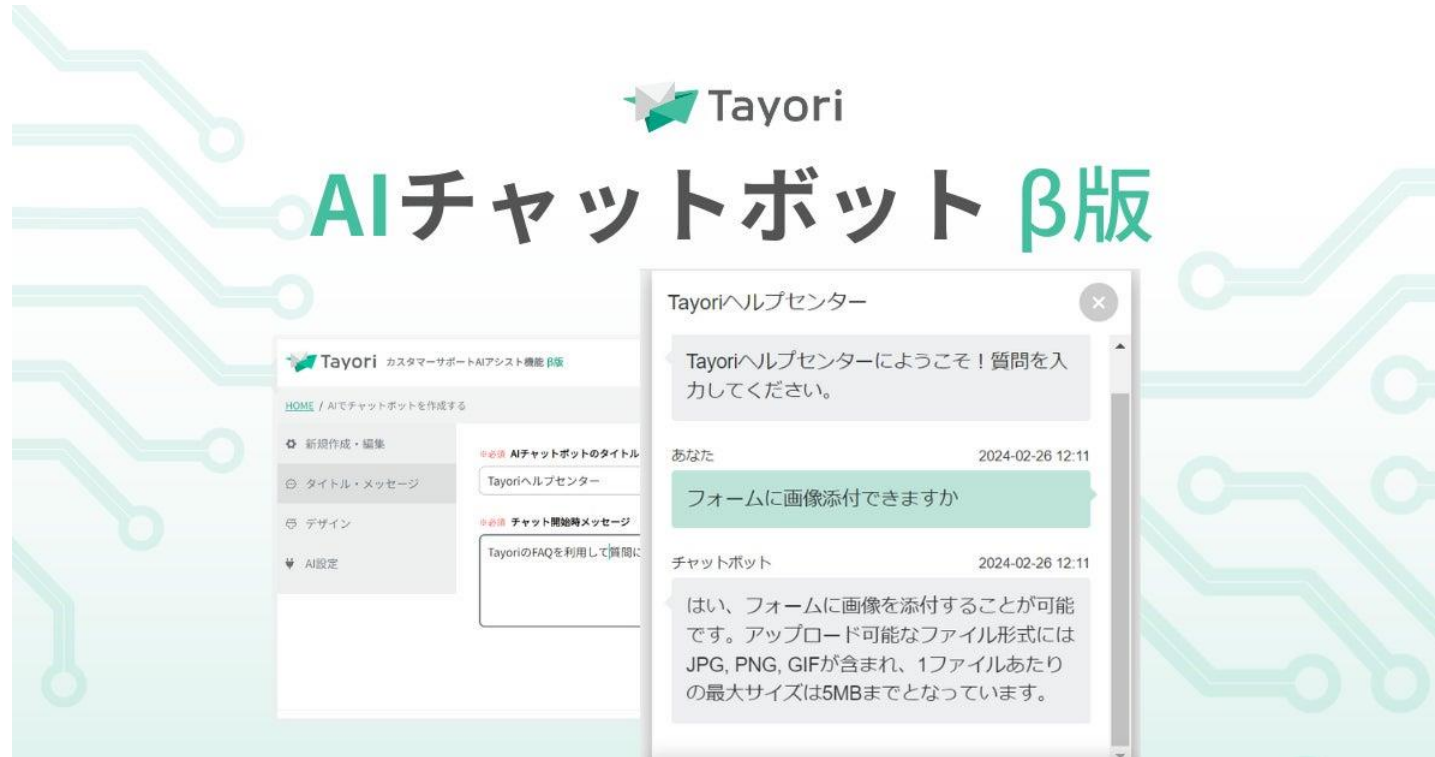 Tayori
AIチャットボット β版
Tayori カスタマーサポートAIアシスト機能 β版
HOME / AIでチャットボットを作成する
新規作成・編集
タイトル・メッセージ
デザイン
AI設定
※必須 AIチャットボットのタイトル
Tayoriヘルプセンター
※必須 チャット開始時メッセージ
TayoriのFAQを利用して質問に
Tayoriヘルプセンター
Tayoriヘルプセンターにようこそ！質問を入
力してください。
あなた 2024-02-26 12:11
フォームに画像添付できますか
チャットボット 2024-02-26 12:11
はい、フォームに画像を添付することが可能
です。アップロード可能なファイル形式には
JPG, PNG, GIFが含まれ、1ファイルあたり
の最大サイズは5MBまでとなっています。